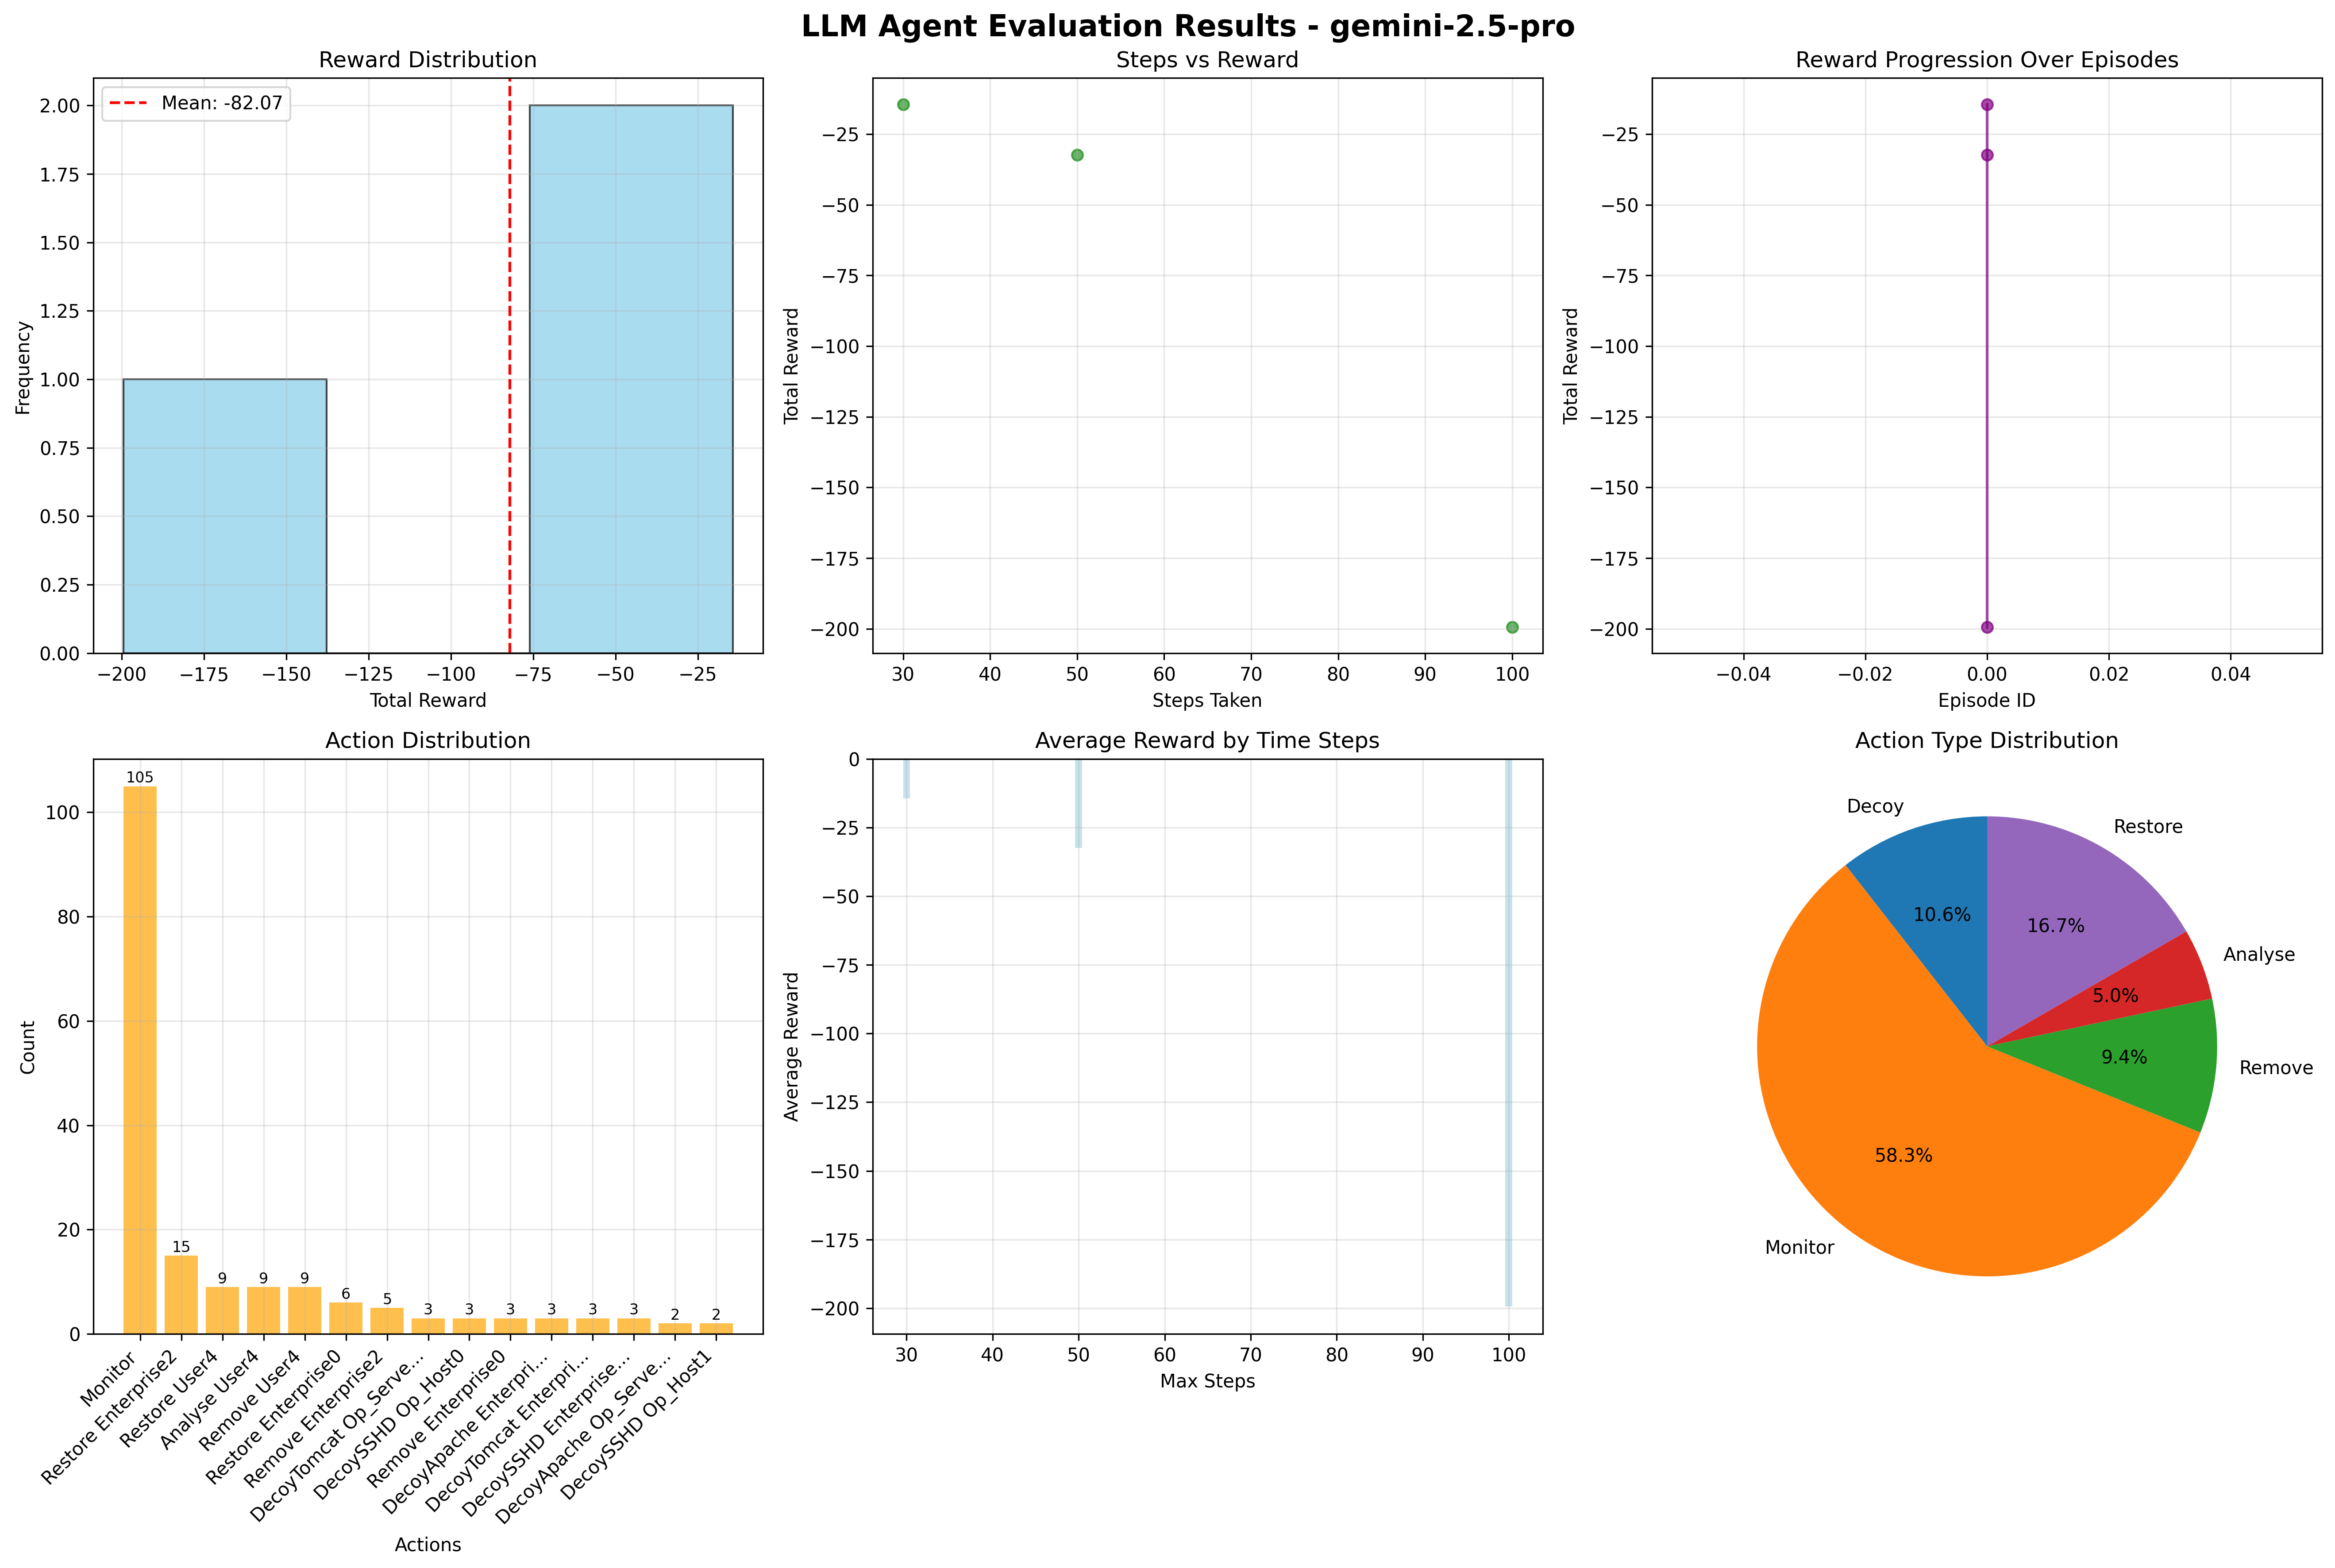 LLM Agent Evaluation Results - gemini-2.5-pro
Reward Distribution
Mean: -82.07
2.00
1.75
1.50
1.25
1.00
0.75
0.50
0.25
0.00
Frequency
−200
−175
−150
−125
−100
−75
−50
−25
Total Reward
Steps vs Reward
−25
−50
−75
−100
−125
−150
−175
−200
Total Reward
30
40
50
60
70
80
90
100
Steps Taken
Reward Progression Over Episodes
−25
−50
−75
−100
−125
−150
−175
−200
Total Reward
−0.04
−0.02
0.00
0.02
0.04
Episode ID
Action Distribution
100
80
60
40
20
0
Count
105
15
9
9
9
6
5
3
3
3
3
3
3
2
2
Monitor
Restore Enterprise2
Restore User4
Analyse User4
Remove User4
Restore Enterprise0
Remove Enterprise2
DecoyTomcat Op_Serve...
DecoySSHD Op_Host0
Remove Enterprise0
DecoyApache Enterpri...
DecoyTomcat Enterpri...
DecoySSHD Enterprise...
DecoyApache Op_Serve...
DecoySSHD Op_Host1
Actions
Average Reward by Time Steps
0
−25
−50
−75
−100
−125
−150
−175
−200
Average Reward
30
40
50
60
70
80
90
100
Max Steps
Action Type Distribution
Decoy
10.6%
Restore
16.7%
Analyse
5.0%
Remove
9.4%
Monitor
58.3%